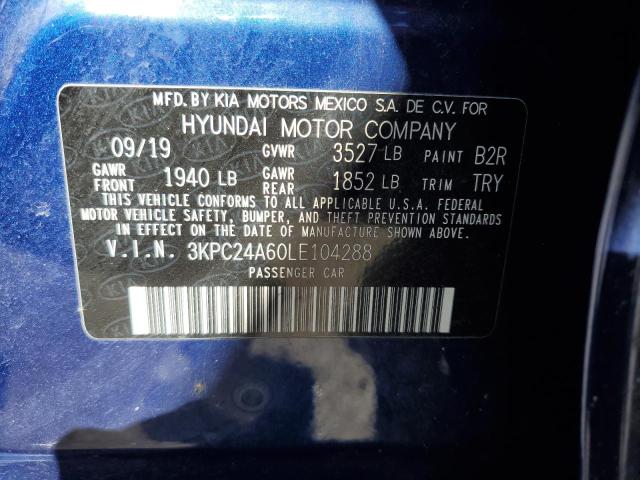 MFD. BY KIA MOTORS MEXICO S.A. DE C.V. FOR
HYUNDAI MOTOR COMPANY
09/19 GVWR 3527 LB PAINT B2R
GAWR FRONT 1940 LB GAWR REAR 1852 LB TRIM TRY
THIS VEHICLE CONFORMS TO ALL APPLICABLE U.S.A. FEDERAL
MOTOR VEHICLE SAFETY, BUMPER, AND THEFT PREVENTION STANDARDS
IN EFFECT ON THE DATE OF MANUFACTURE SHOWN ABOVE.
V.I.N. 3KPC24A60LE104288
PASSENGER CAR